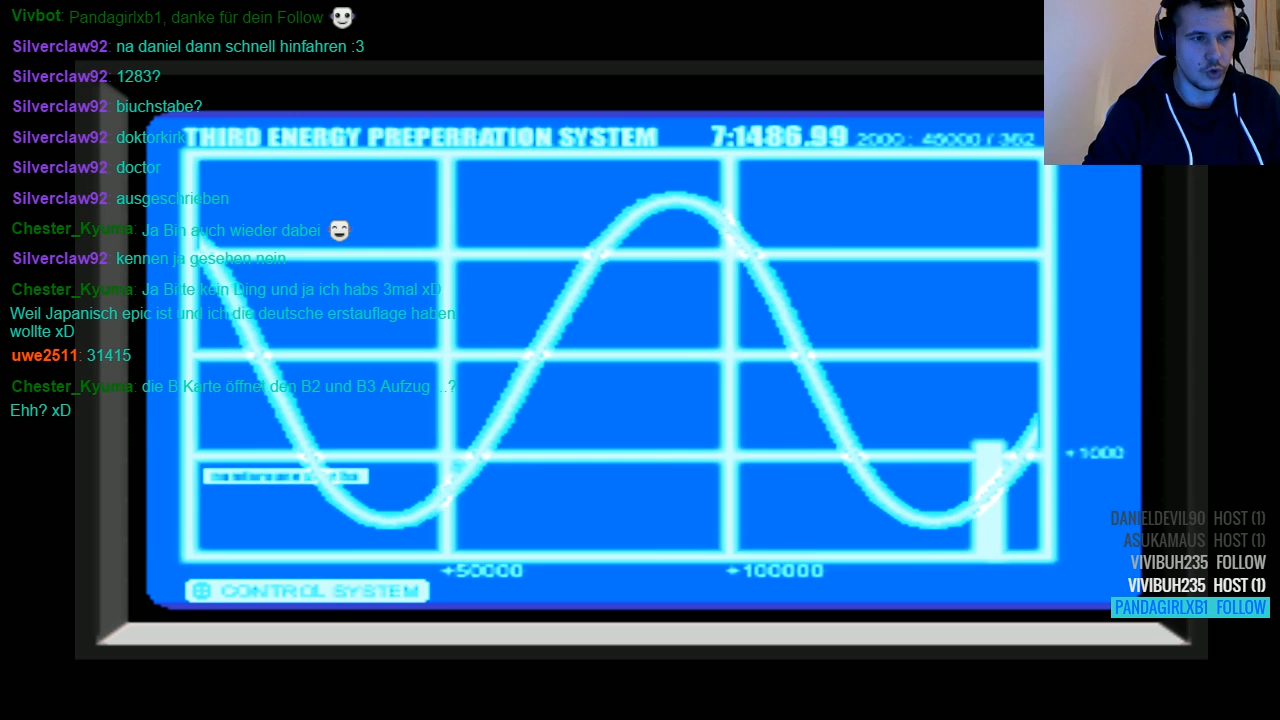 Vivbot: Pandagirlxb1, danke für dein Follow
Silverclaw92: na daniel dann schnell hinfahren :3
Silverclaw92: 1283?
Silverclaw92: biuchstabe?
Silverclaw92: doktorkirk
Silverclaw92: doctor
Silverclaw92: ausgeschrieben
Chester_Kyuma: Ja Bin auch wieder dabei
Silverclaw92: kennen ja gesehen nein
Chester_Kyuma: Ja Bitte kein Ding und ja ich habs 3mal xD
Weil Japanisch epic ist und ich die deutsche erstauflage haben
wollte xD
uwe2511: 31415
Chester_Kyuma: die B Karte öffnet den B2 und B3 Aufzug ..?
Ehh? xD
THIRD ENERGY PREPERRATION SYSTEM 7:1486.99 2000 : 46000 / 362
+1000
+50000 +100000
CONTROL SYSTEM
DANIELDEVIL90 HOST (1)
ASUKAMAUS HOST (1)
VIVIBUH235 FOLLOW
VIVIBUH235 HOST (1)
PANDAGIRLXB1 FOLLOW